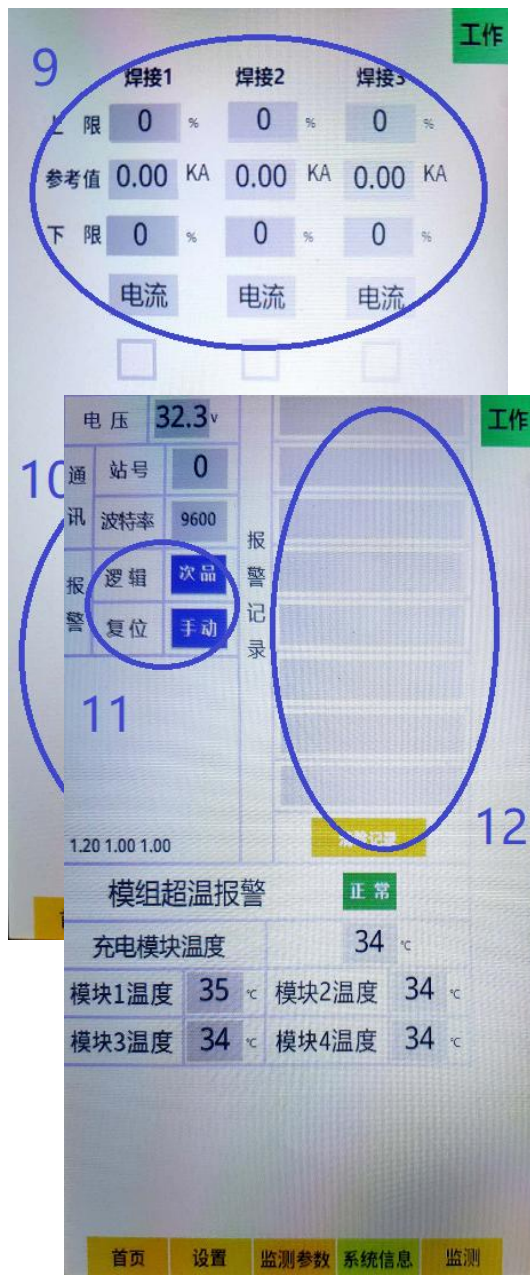 工作
9
焊接1 焊接2 焊接3
上 限 0 % 0 % 0 %
参考值 0.00 KA 0.00 KA 0.00 KA
下 限 0 % 0 % 0 %
电流 电流 电流
10
工作
电压 32.3 v
通讯 站号 0
波特率 9600
报警 逻辑 次品
复位 手动
报警记录
11
12
1.20 1.00 1.00
模组超温报警 正常
充电模块温度 34 ℃
模块1温度 35 ℃ 模块2温度 34 ℃
模块3温度 34 ℃ 模块4温度 34 ℃
首页 设置 监测参数 系统信息 监测